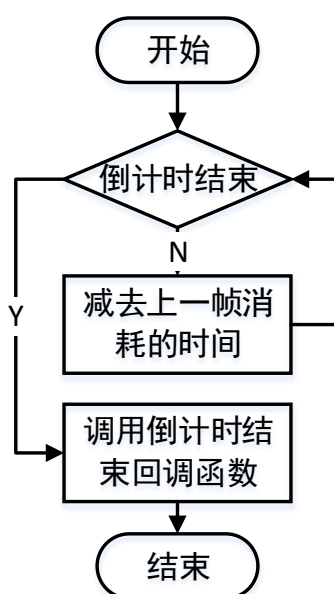 开始
倒计时结束
N
减去上一帧消
耗的时间
Y
调用倒计时结
束回调函数
结束